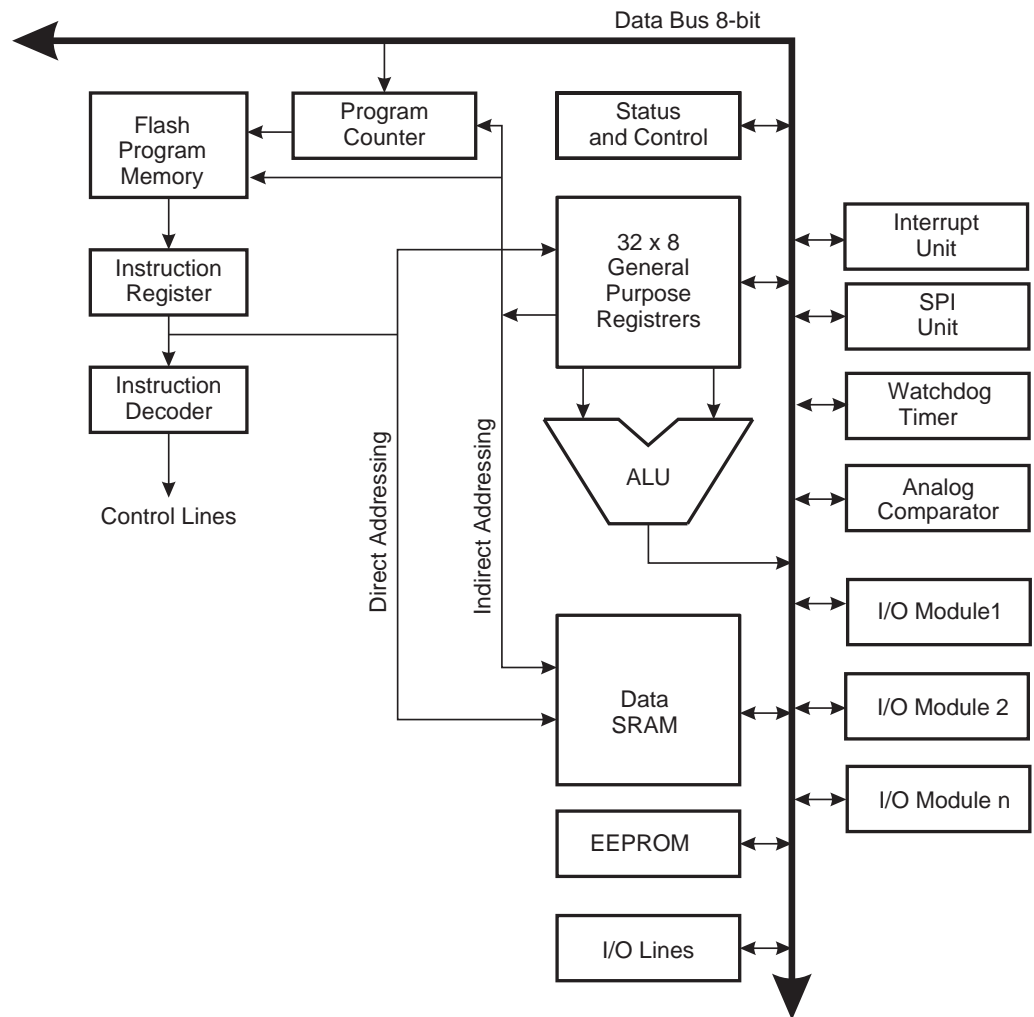 Data Bus 8-bit
Flash
Program
Memory
Program
Counter
Status
and Control
Instruction
Register
32 x 8
General
Purpose
Registrers
Interrupt
Unit
SPI
Unit
Instruction
Decoder
Watchdog
Timer
Control Lines
Direct Addressing
Indirect Addressing
ALU
Analog
Comparator
I/O Module1
Data
SRAM
I/O Module 2
I/O Module n
EEPROM
I/O Lines